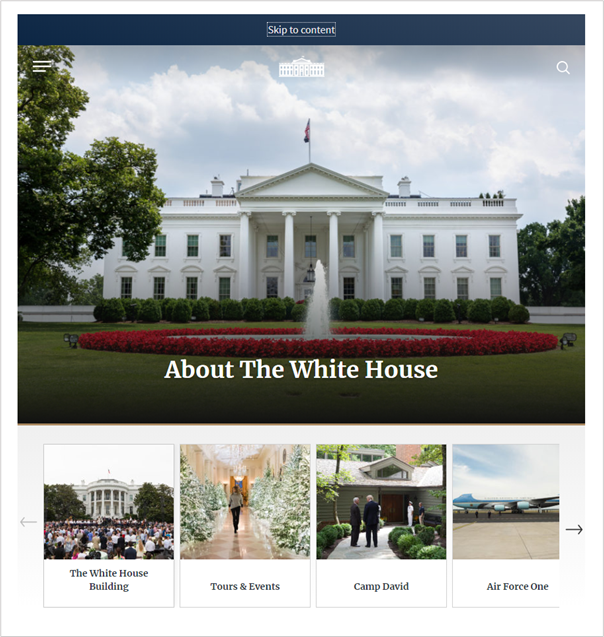 Skip to content
About The White House
The White House
Building
Tours & Events
Camp David
Air Force One